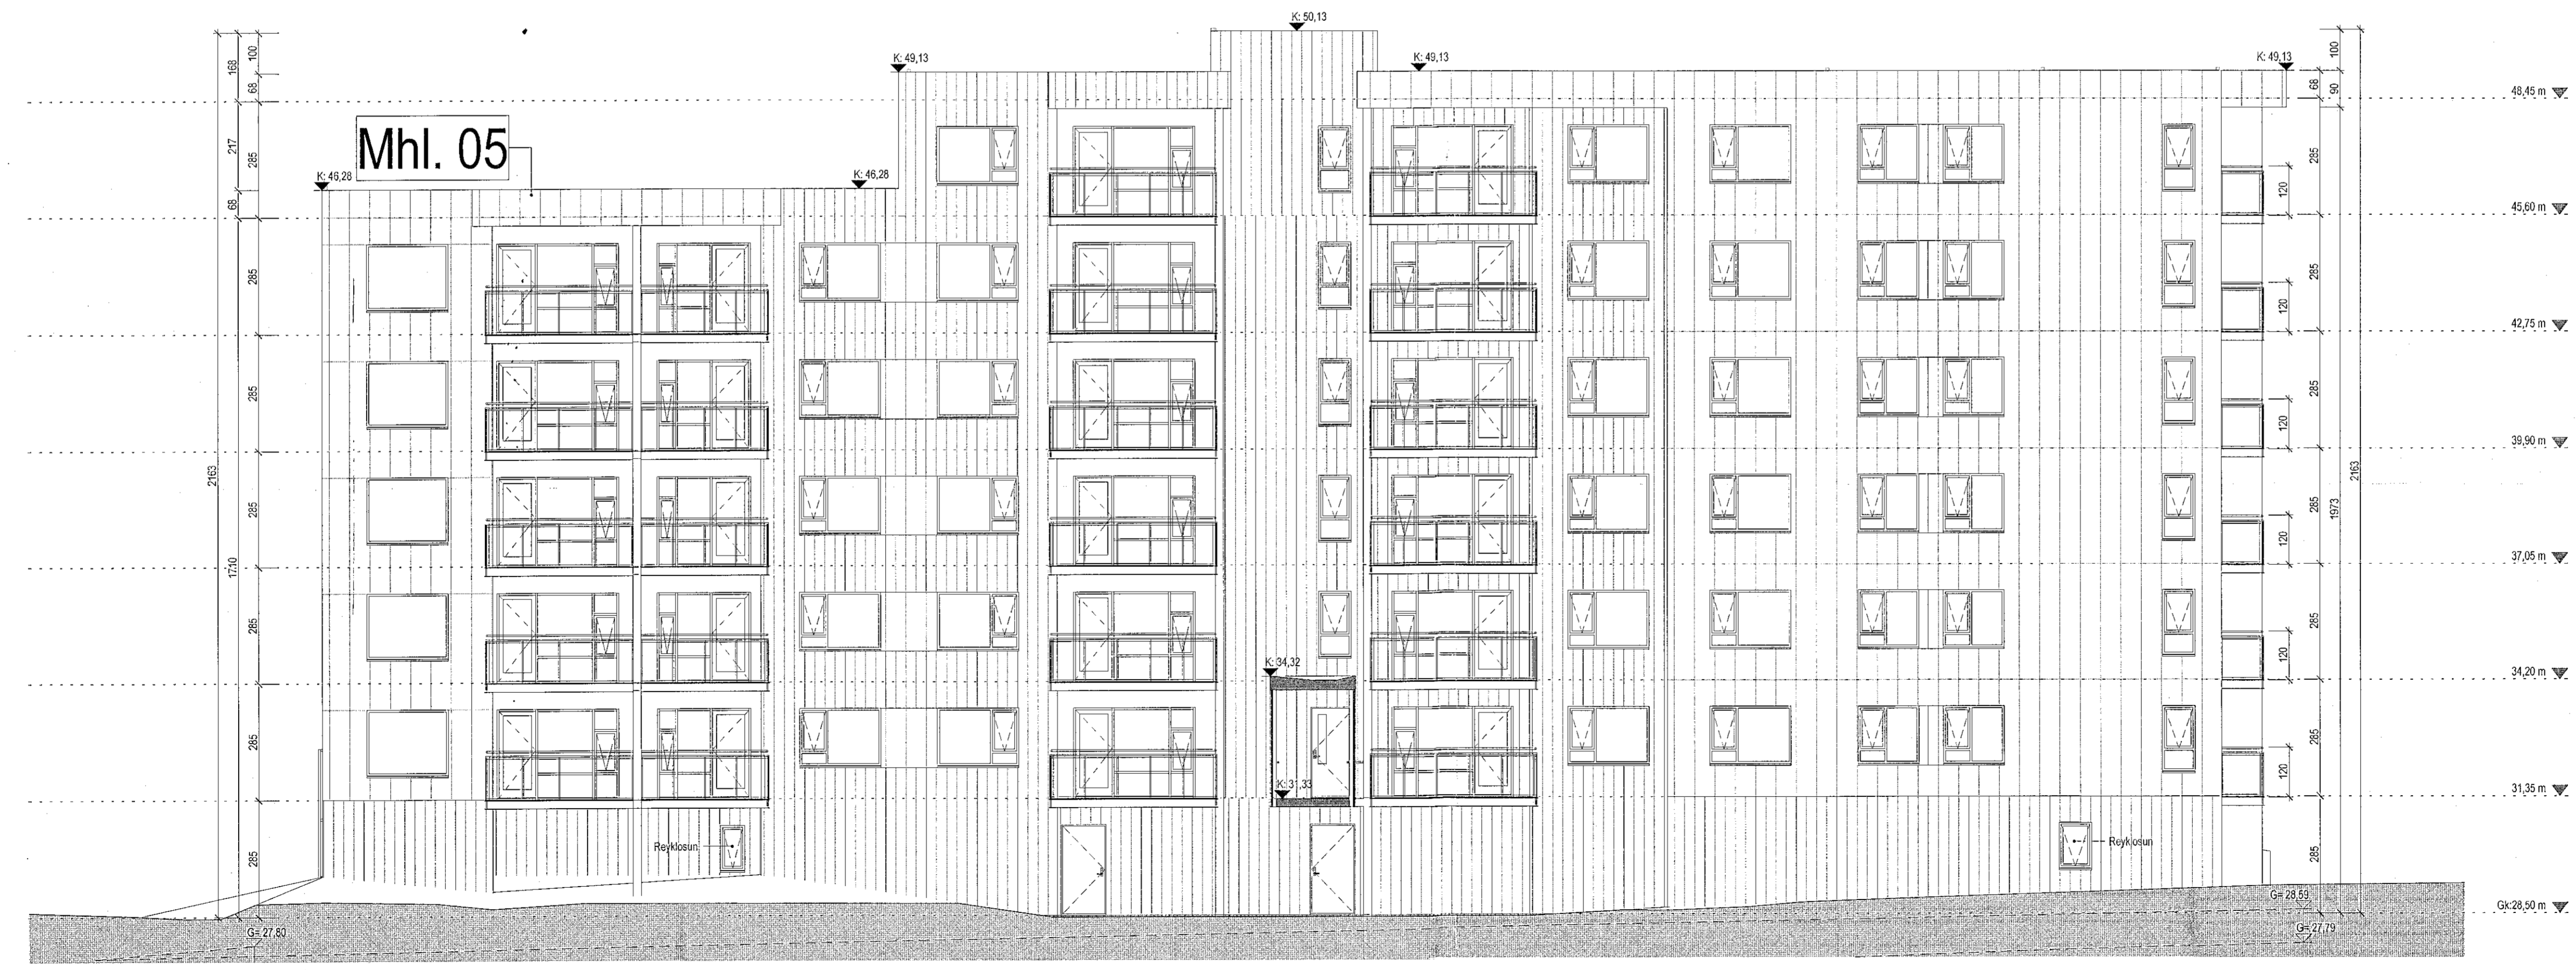 K: 50,13
K: 49,13
K: 49,13
K: 49,13
Mhl. 05
K: 46,28
K: 46,28
168
100
68
217
285
68
285
285
285
285
285
285
2163
1710
100
68
90
48,45 m
285
120
45,60 m
285
120
42,75 m
285
120
39,90 m
285
120
2163
1973
37,05 m
285
120
34,20 m
K: 34,32
285
120
K: 31,33
31,35 m
Reyklosun
Reyklosun
285
G= 28,59
Gk:28,50 m
G= 27,80
G= 27,79